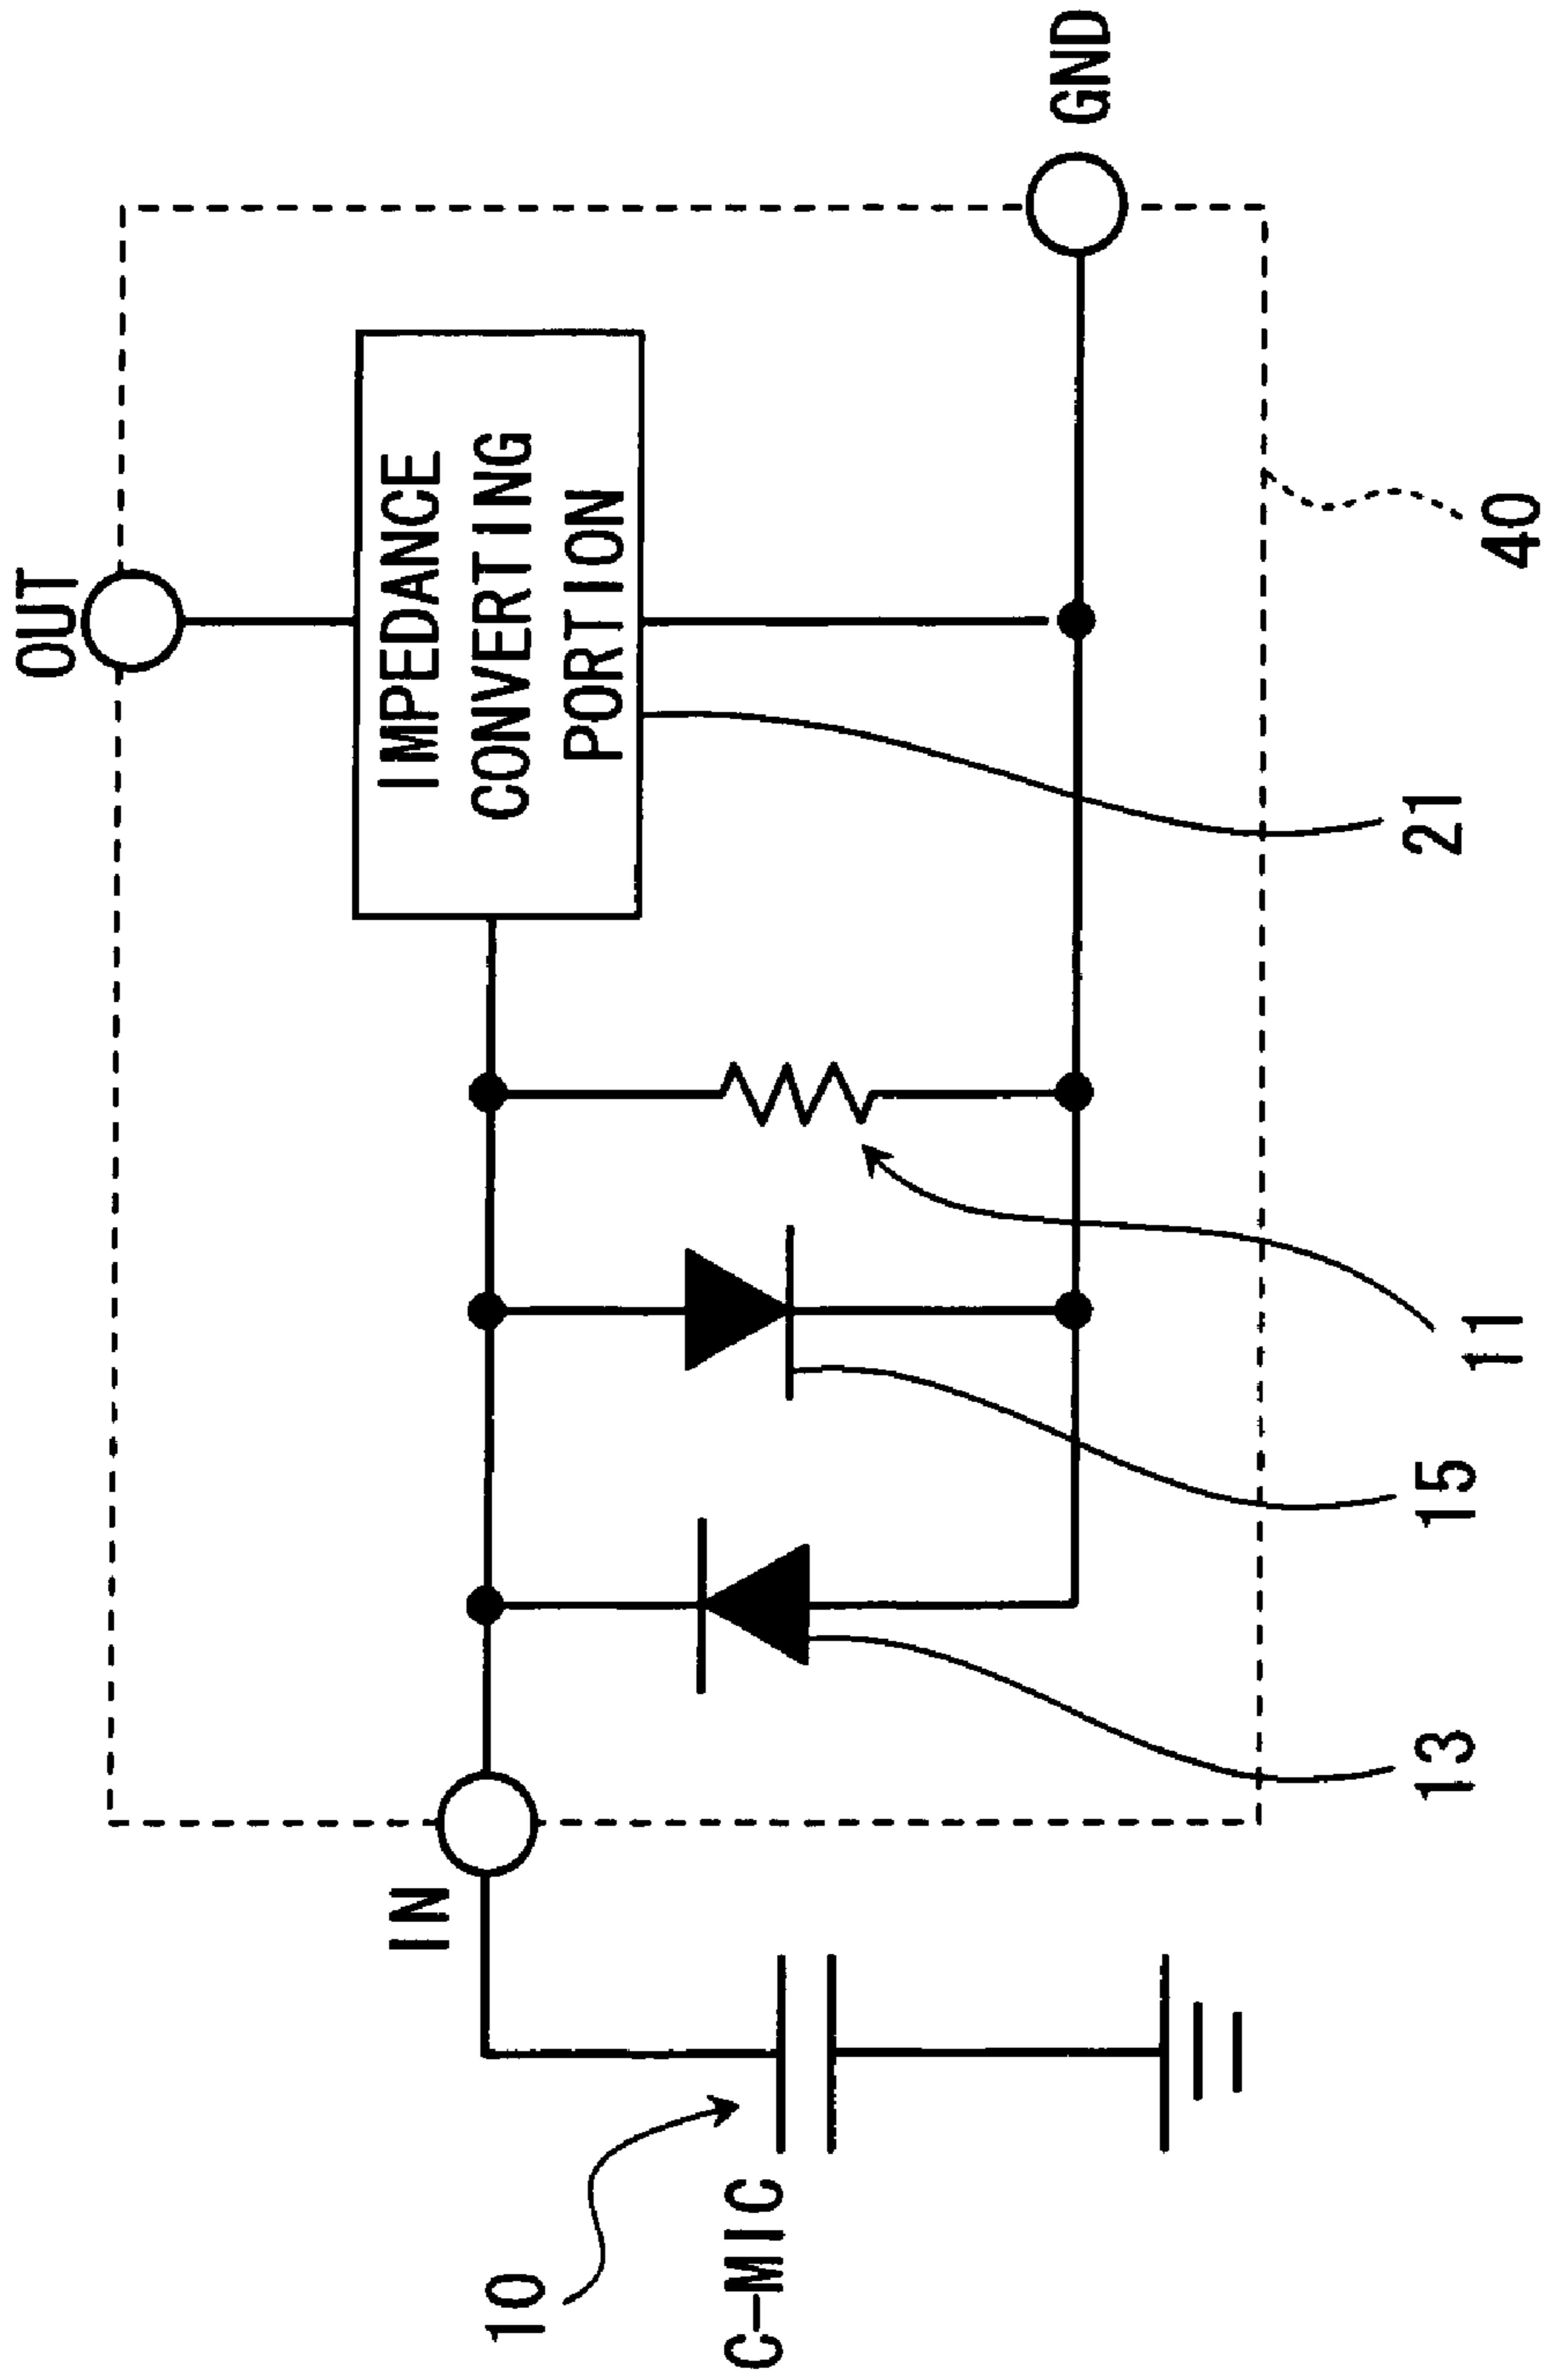 OUT
IMPEDANCE
CONVERTING
PORTION
GND
IN
10
C-MIC
13
15
11
21
40